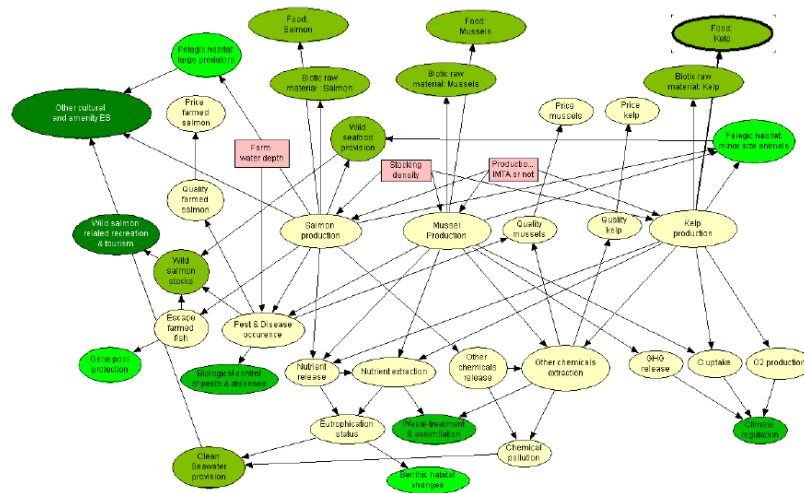 Food:
Salmon
Food:
Mussels
Food:
Kelp
Pelagic habitat:
large predators
Biotic raw
material : Salmon
Biotic raw
material: Mussels
Biotic raw
material: Kelp
Other cultural
and amenity ES
Price
farmed
salmon
Wild
seafood
provision
Price
mussels
Price
kelp
Pelagic habitat:
minor size animals
Farm
water depth
Stocking
density
Productio...
IMTA or not
Quality
farmed
salmon
Wild salmon
related recreation
& tourism
Salmon
production
Mussel
Production
Quality
mussels
Quality
kelp
Kelp
production
Wild
salmon
stocks
Escape
farmed
fish
Pest & Disease
occurence
Gene pool
protection
Biological control
of pests & diseases
Nutrient
release
Nutrient extraction
Other
chemicals
release
Other chemicals
extraction
GHG
release
C uptake
O2 production
Eutrophication
status
Waste-treatment
& assimilation
Chemical
pollution
Climate
regulation
Clean
Seawater
provision
Benthic habitat
changes